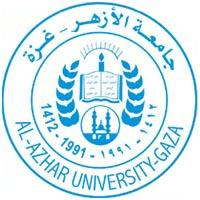 جامعة الأزهر - غزة
1412 - 1991 - ١٩٩١ - ١٤١٢
AL-AZHAR UNIVERSITY-GAZA